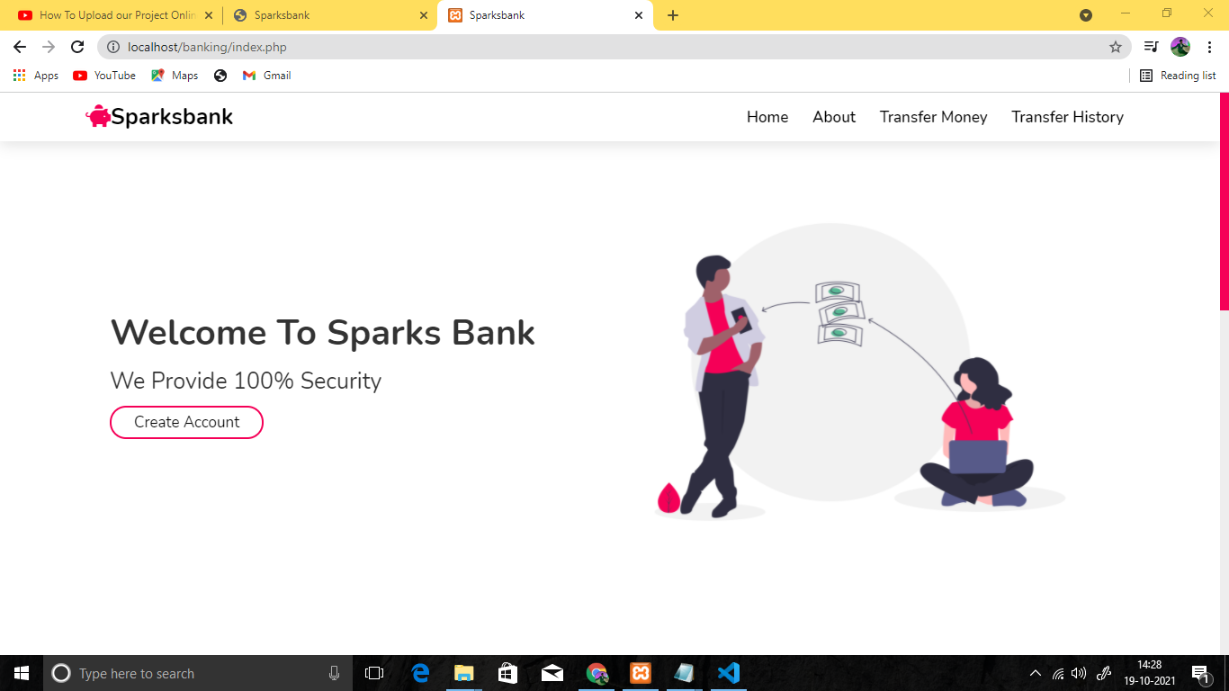 How To Upload our Project Onlin
Sparksbank
Sparksbank
localhost/banking/index.php
Apps YouTube Maps Gmail Reading list
Sparksbank Home About Transfer Money Transfer History
Welcome To Sparks Bank
We Provide 100% Security
Create Account
Type here to search
14:28
19-10-2021
1